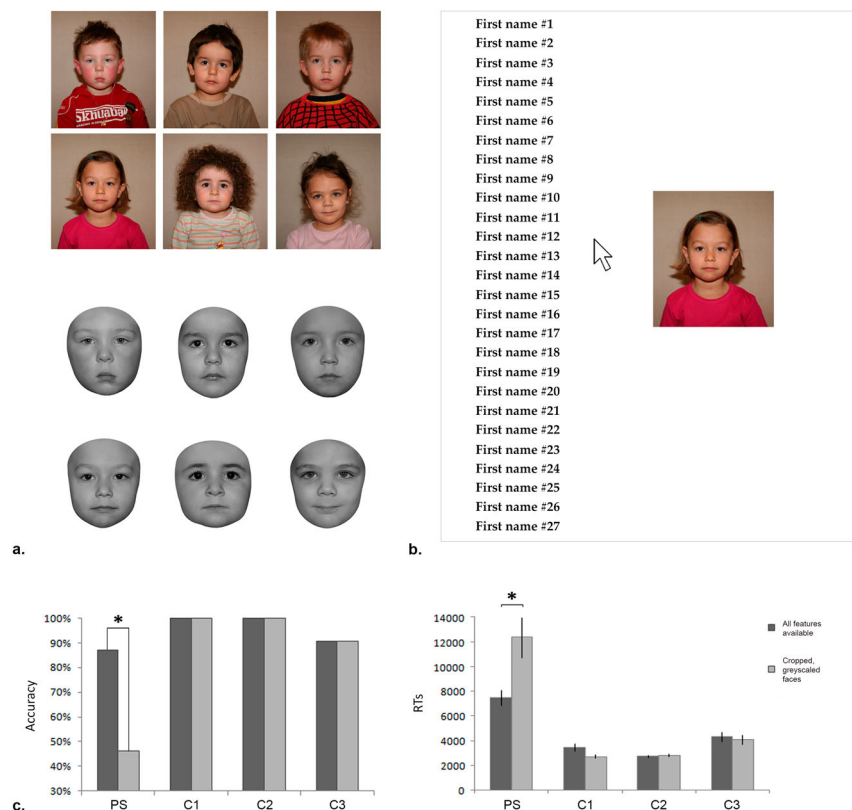 Skhuaba
First name #1
First name #2
First name #3
First name #4
First name #5
First name #6
First name #7
First name #8
First name #9
First name #10
First name #11
First name #12
First name #13
First name #14
First name #15
First name #16
First name #17
First name #18
First name #19
First name #20
First name #21
First name #22
First name #23
First name #24
First name #25
First name #26
First name #27
a.
b.
100%
90%
80%
70%
60%
50%
40%
30%
Accuracy
*
PS
C1
C2
C3
14000
12000
10000
8000
6000
4000
2000
0
RTs
*
PS
C1
C2
C3
All features
available
Cropped,
greyscaled
faces
c.